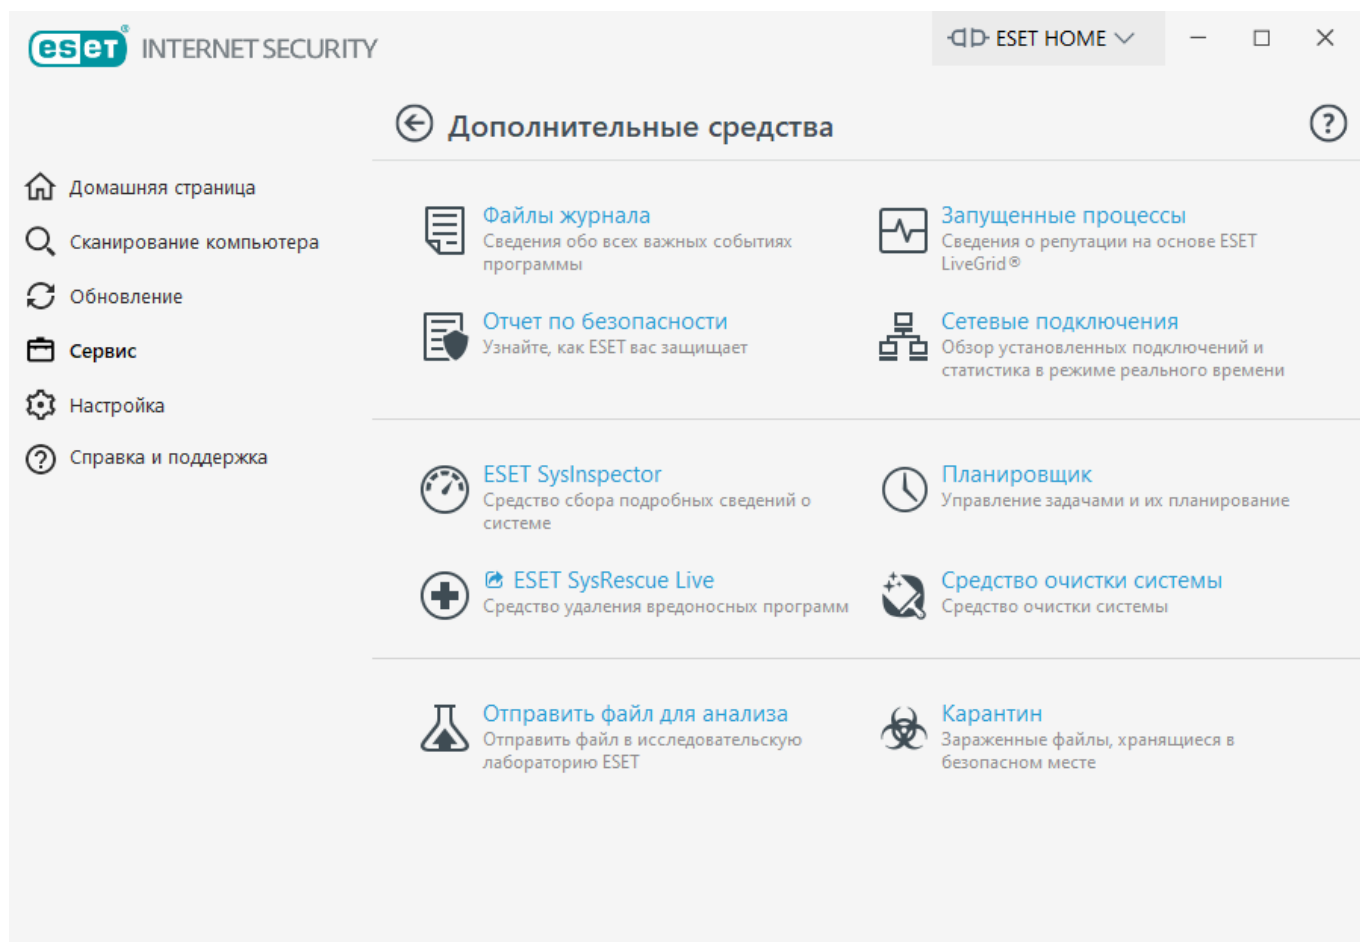 eset® INTERNET SECURITY
ESET HOME
Дополнительные средства
Домашняя страница
Сканирование компьютера
Обновление
Сервис
Настройка
Справка и поддержка
Файлы журнала
Сведения обо всех важных событиях
программы
Запущенные процессы
Сведения о репутации на основе ESET
LiveGrid®
Отчет по безопасности
Узнайте, как ESET вас защищает
Сетевые подключения
Обзор установленных подключений и
статистика в режиме реального времени
ESET SysInspector
Средство сбора подробных сведений о
системе
Планировщик
Управление задачами и их планирование
ESET SysRescue Live
Средство удаления вредоносных программ
Средство очистки системы
Средство очистки системы
Отправить файл для анализа
Отправить файл в исследовательскую
лабораторию ESET
Карантин
Зараженные файлы, хранящиеся в
безопасном месте